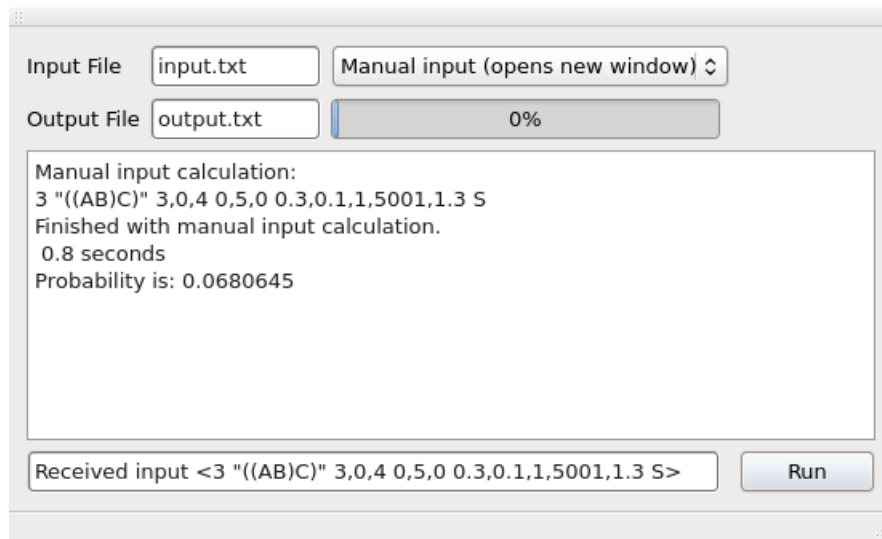 Input File input.txt Manual input (opens new window)
Output File output.txt 0%
Manual input calculation:
3 "((AB)C)" 3,0,4 0,5,0 0.3,0.1,1,5001,1.3 S
Finished with manual input calculation.
0.8 seconds
Probability is: 0.0680645
Received input <3 "((AB)C)" 3,0,4 0,5,0 0.3,0.1,1,5001,1.3 S> Run